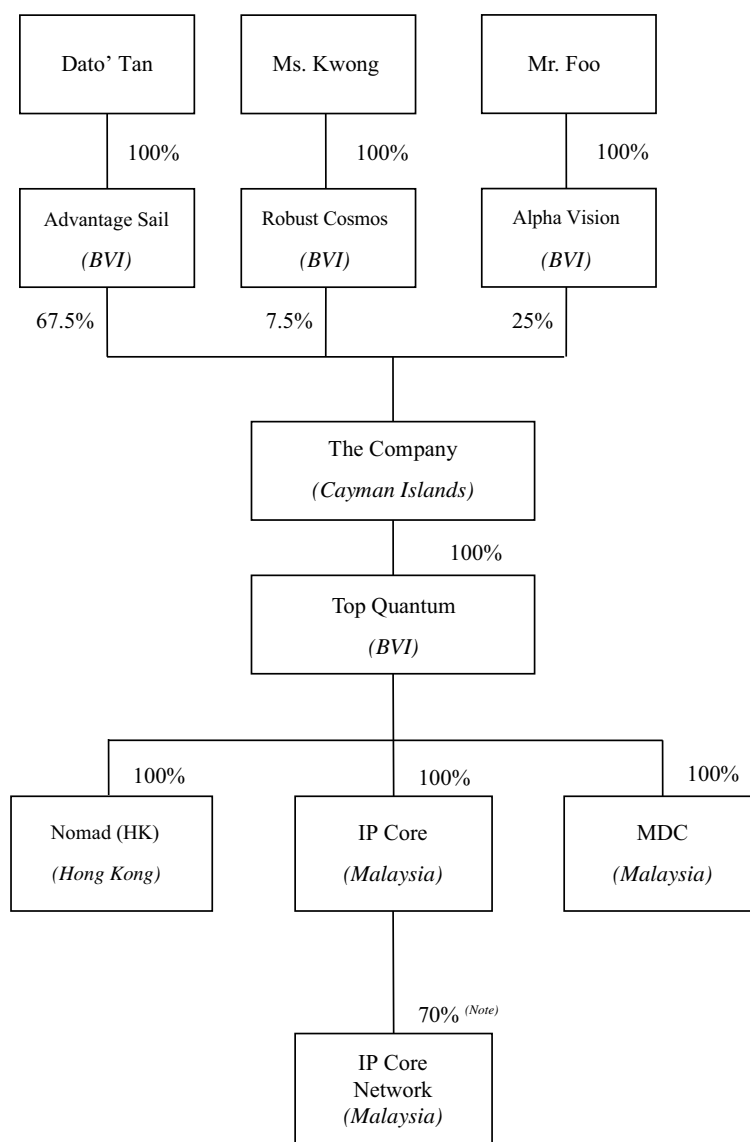 Dato’ Tan
Ms. Kwong
Mr. Foo
100%
100%
100%
Advantage Sail
(BVI)
Robust Cosmos
(BVI)
Alpha Vision
(BVI)
67.5%
7.5%
25%
The Company
(Cayman Islands)
100%
Top Quantum
(BVI)
100%
100%
100%
Nomad (HK)
(Hong Kong)
IP Core
(Malaysia)
MDC
(Malaysia)
70% (Note)
IP Core
Network
(Malaysia)